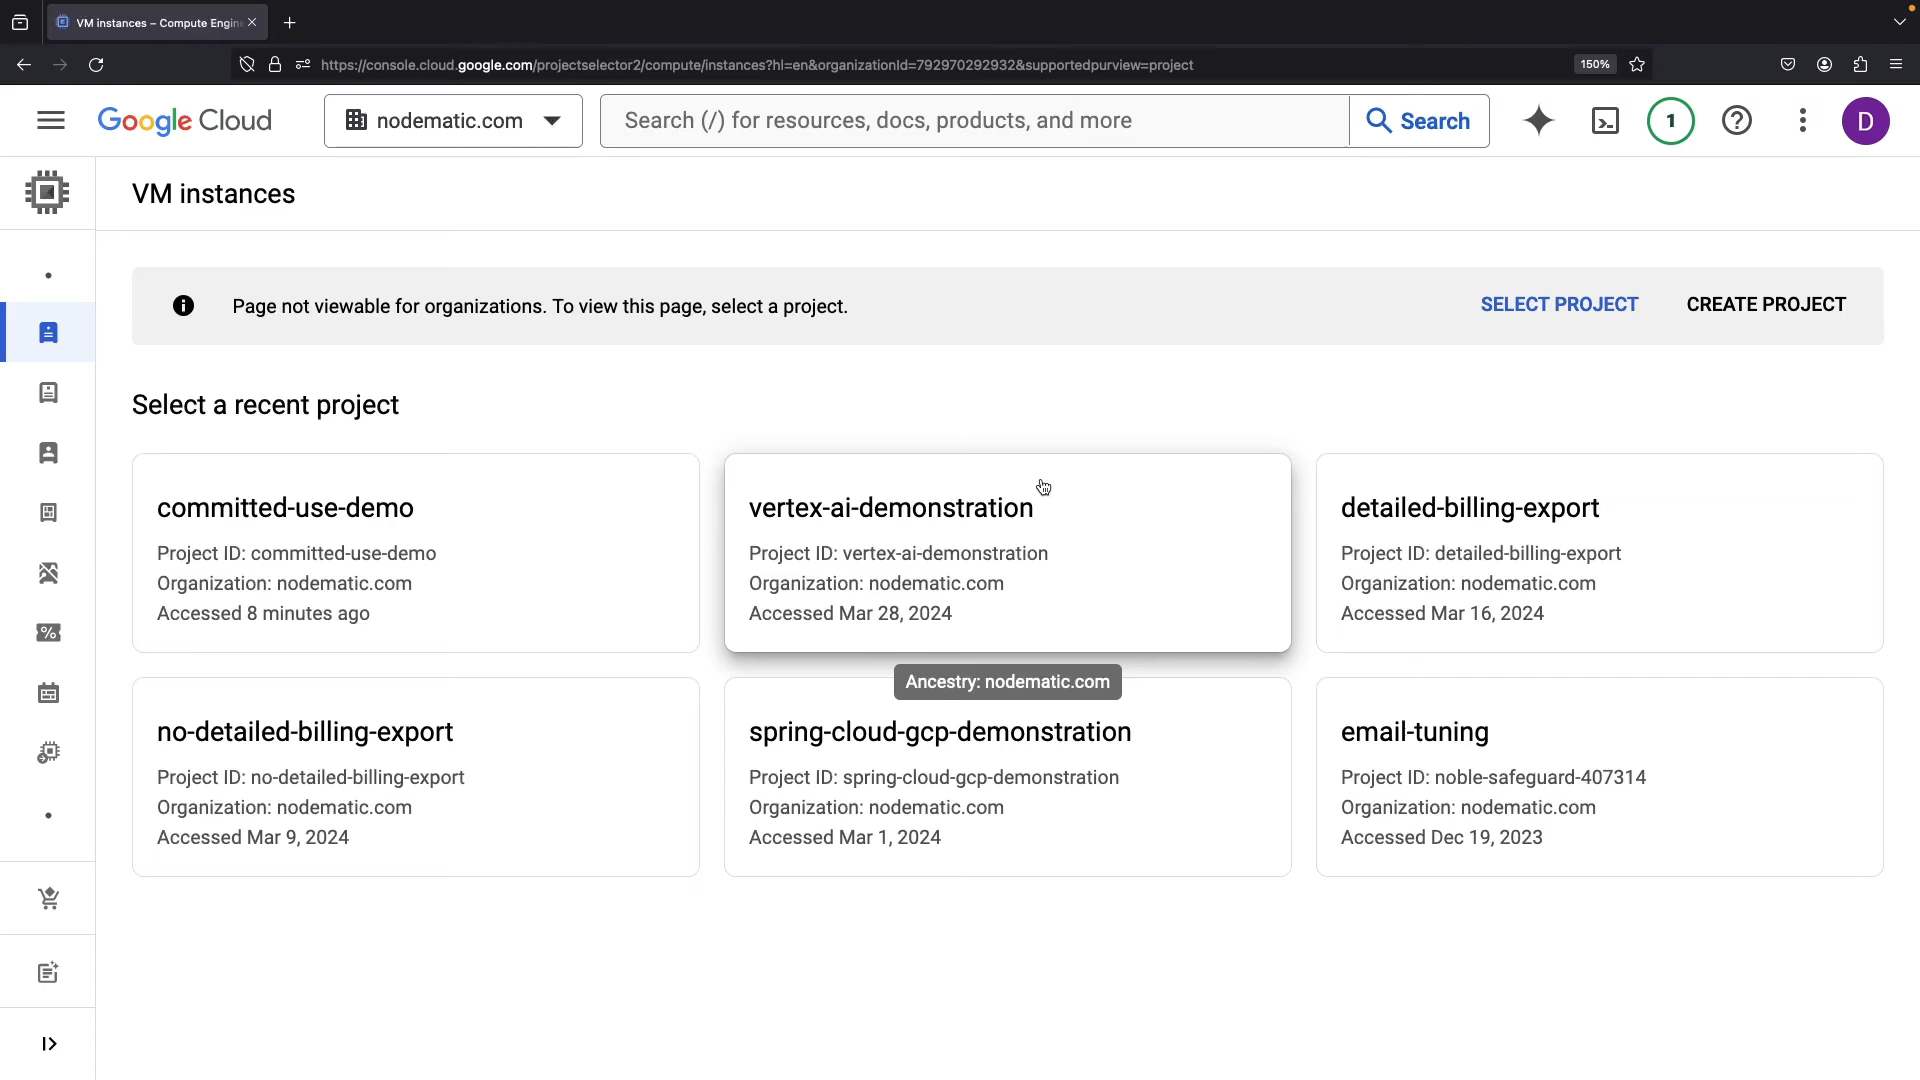 VM instances – Compute Engin
https://console.cloud.google.com/projectselector2/compute/instances?hl=en&organizationId=792970292932&supportedpurview=project
150%
Google Cloud
nodematic.com
Search (/) for resources, docs, products, and more
Search
1
D
VM instances
Page not viewable for organizations. To view this page, select a project.
SELECT PROJECT
CREATE PROJECT
Select a recent project
committed-use-demo
Project ID: committed-use-demo
Organization: nodematic.com
Accessed 8 minutes ago
vertex-ai-demonstration
Project ID: vertex-ai-demonstration
Organization: nodematic.com
Accessed Mar 28, 2024
detailed-billing-export
Project ID: detailed-billing-export
Organization: nodematic.com
Accessed Mar 16, 2024
Ancestry: nodematic.com
no-detailed-billing-export
Project ID: no-detailed-billing-export
Organization: nodematic.com
Accessed Mar 9, 2024
spring-cloud-gcp-demonstration
Project ID: spring-cloud-gcp-demonstration
Organization: nodematic.com
Accessed Mar 1, 2024
email-tuning
Project ID: noble-safeguard-407314
Organization: nodematic.com
Accessed Dec 19, 2023